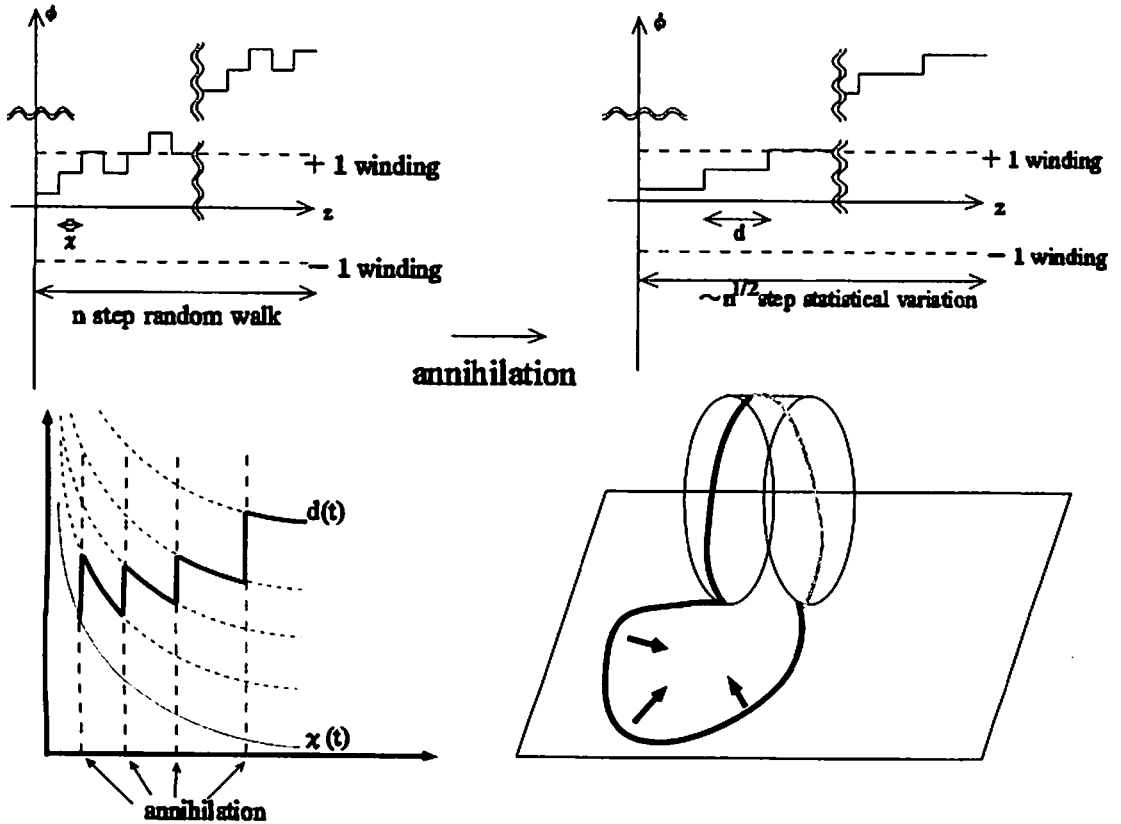 ϕ
+ 1 winding
z
χ
− 1 winding
n step random walk
ϕ
+ 1 winding
z
d
− 1 winding
~n^1/2 step statistical variation
annihilation
d(t)
χ(t)
annihilation